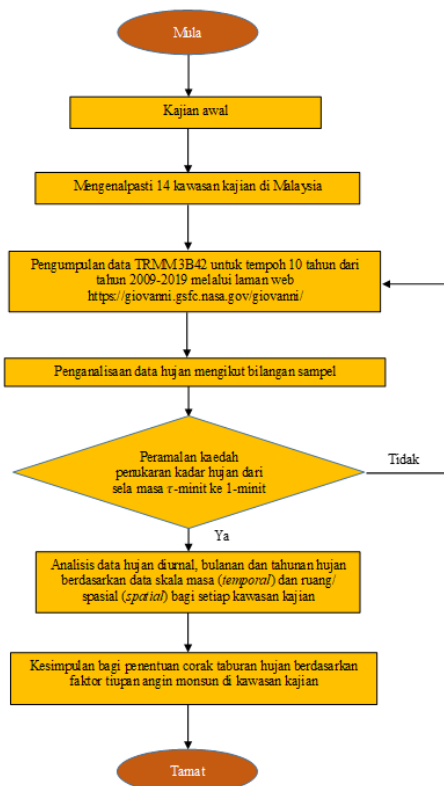 Mula
Kajian awal
Mengenalpasti 14 kawasan kajian di Malaysia
Pengumpulan data TRMM3B42 untuk tempoh 10 tahun dari
tahun 2009-2019 melalui laman web
https://giovanni.gsfc.nasa.gov/giovanni/
Penganalisaan data hujan mengikut bilangan sampel
Peramalan kaedah
penukaran kadar hujan dari
sela masa τ-minit ke 1-minit
Tidak
Ya
Analisis data hujan diurnal, bulanan dan tahunan hujan
berdasarkan data skala masa (temporal) dan ruang/
spasial (spatial) bagi setiap kawasan kajian
Kesimpulan bagi penentuan corak taburan hujan berdasarkan
faktor tiupan angin monsun di kawasan kajian
Tamat